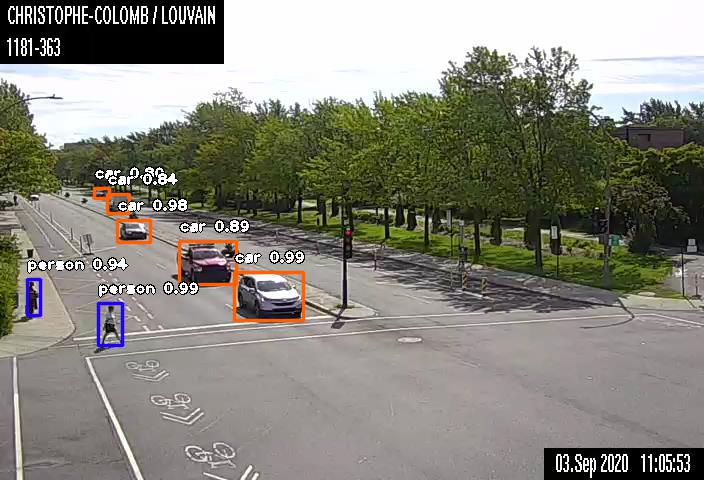 CHRISTOPHE-COLOMB / LOUVAIN
1181-363
car 0.84
car 0.98
car 0.89
car 0.99
person 0.94
person 0.99
03.Sep 2020 11:05:53